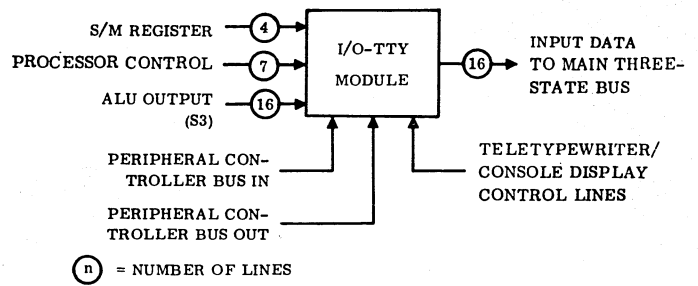 S/M REGISTER
4
PROCESSOR CONTROL
7
ALU OUTPUT
(S3)
16
I/O-TTY
MODULE
16
INPUT DATA
TO MAIN THREE-
STATE BUS
PERIPHERAL CON-
TROLLER BUS IN
PERIPHERAL CON-
TROLLER BUS OUT
TELETYPEWRITER/
CONSOLE DISPLAY
CONTROL LINES
n = NUMBER OF LINES